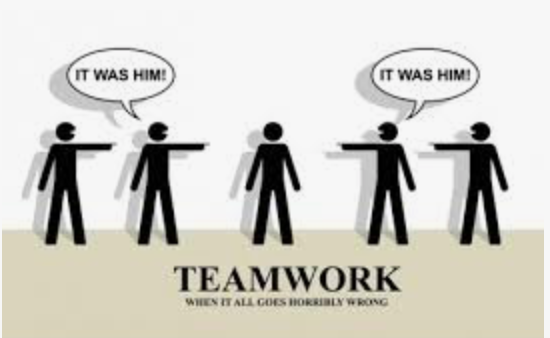 IT WAS HIM!
IT WAS HIM!
TEAMWORK
WHEN IT ALL GOES HORRIBLY WRONG